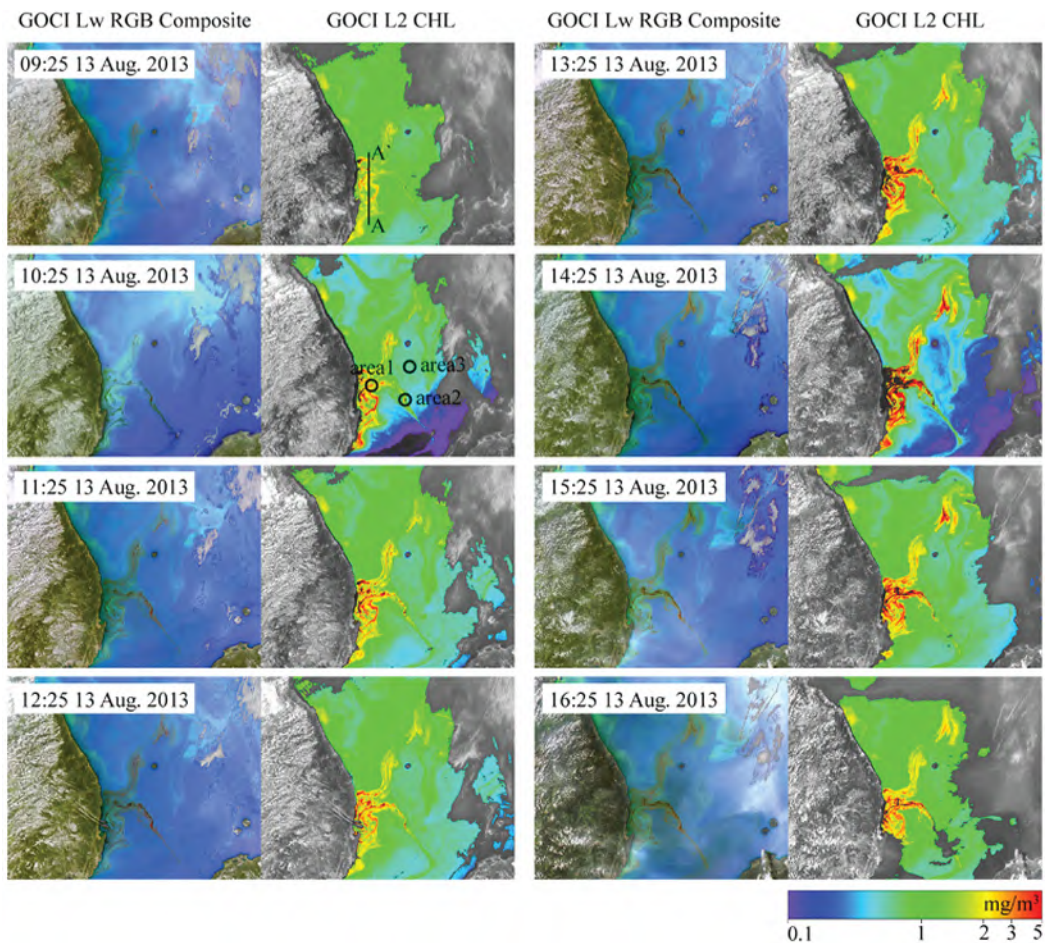 GOCI Lw RGB Composite GOCI L2 CHL GOCI Lw RGB Composite GOCI L2 CHL
09:25 13 Aug. 2013
A'
A
13:25 13 Aug. 2013
10:25 13 Aug. 2013
area1
area3
area2
14:25 13 Aug. 2013
11:25 13 Aug. 2013
15:25 13 Aug. 2013
12:25 13 Aug. 2013
16:25 13 Aug. 2013
mg/m³
0.1 1 2 3 5